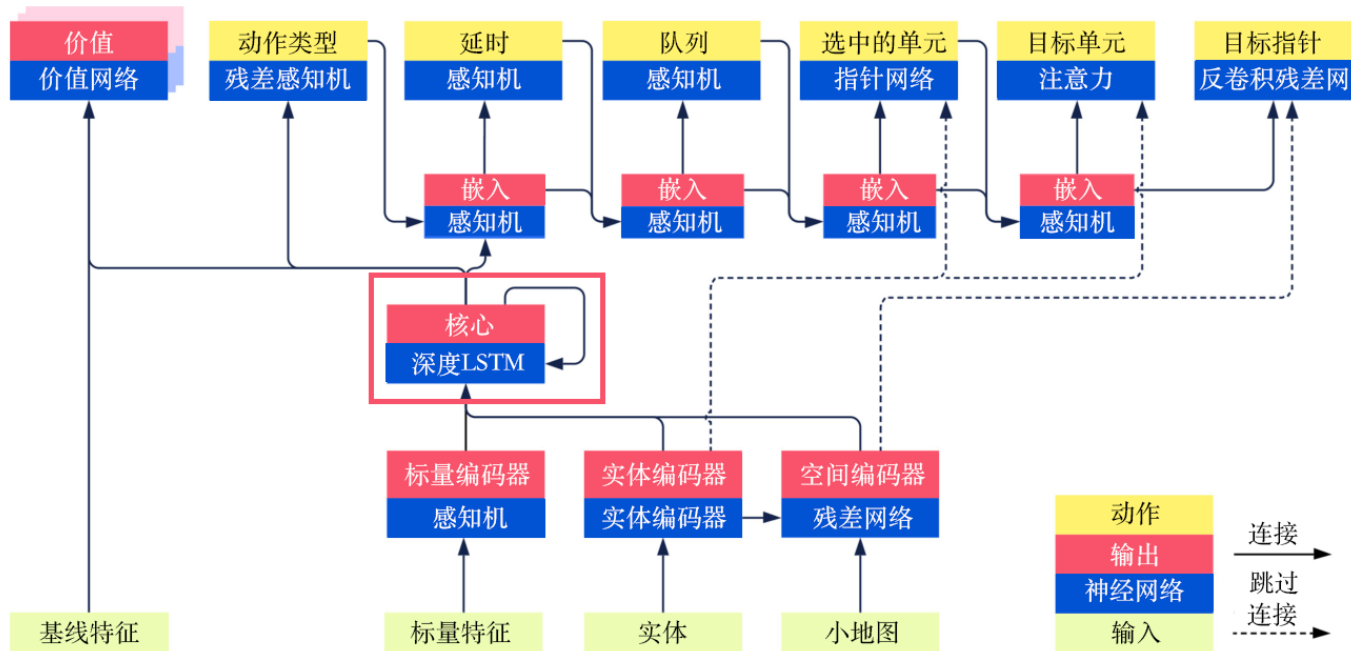 价值
价值网络
动作类型
残差感知机
延时
感知机
队列
感知机
选中的单元
指针网络
目标单元
注意力
目标指针
反卷积残差网
嵌入
感知机
嵌入
感知机
嵌入
感知机
嵌入
感知机
核心
深度LSTM
标量编码器
感知机
实体编码器
实体编码器
空间编码器
残差网络
基线特征
标量特征
实体
小地图
动作
输出
神经网络
输入
连接
跳过
连接